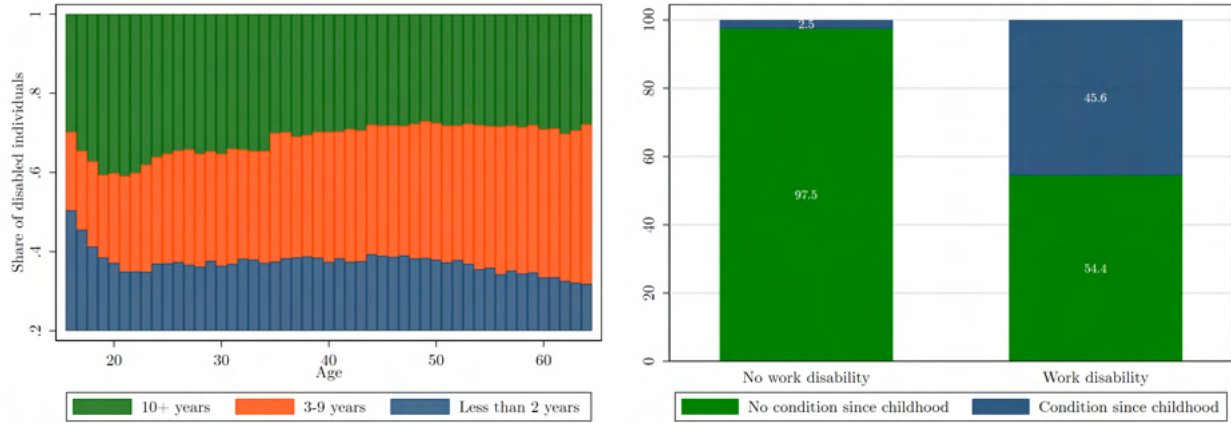 Share of disabled individuals
1
.8
.6
.4
.2
20
30
40
50
60
Age
10+ years
3-9 years
Less than 2 years
100
80
60
40
20
0
2.5
97.5
45.6
54.4
No work disability
Work disability
No condition since childhood
Condition since childhood